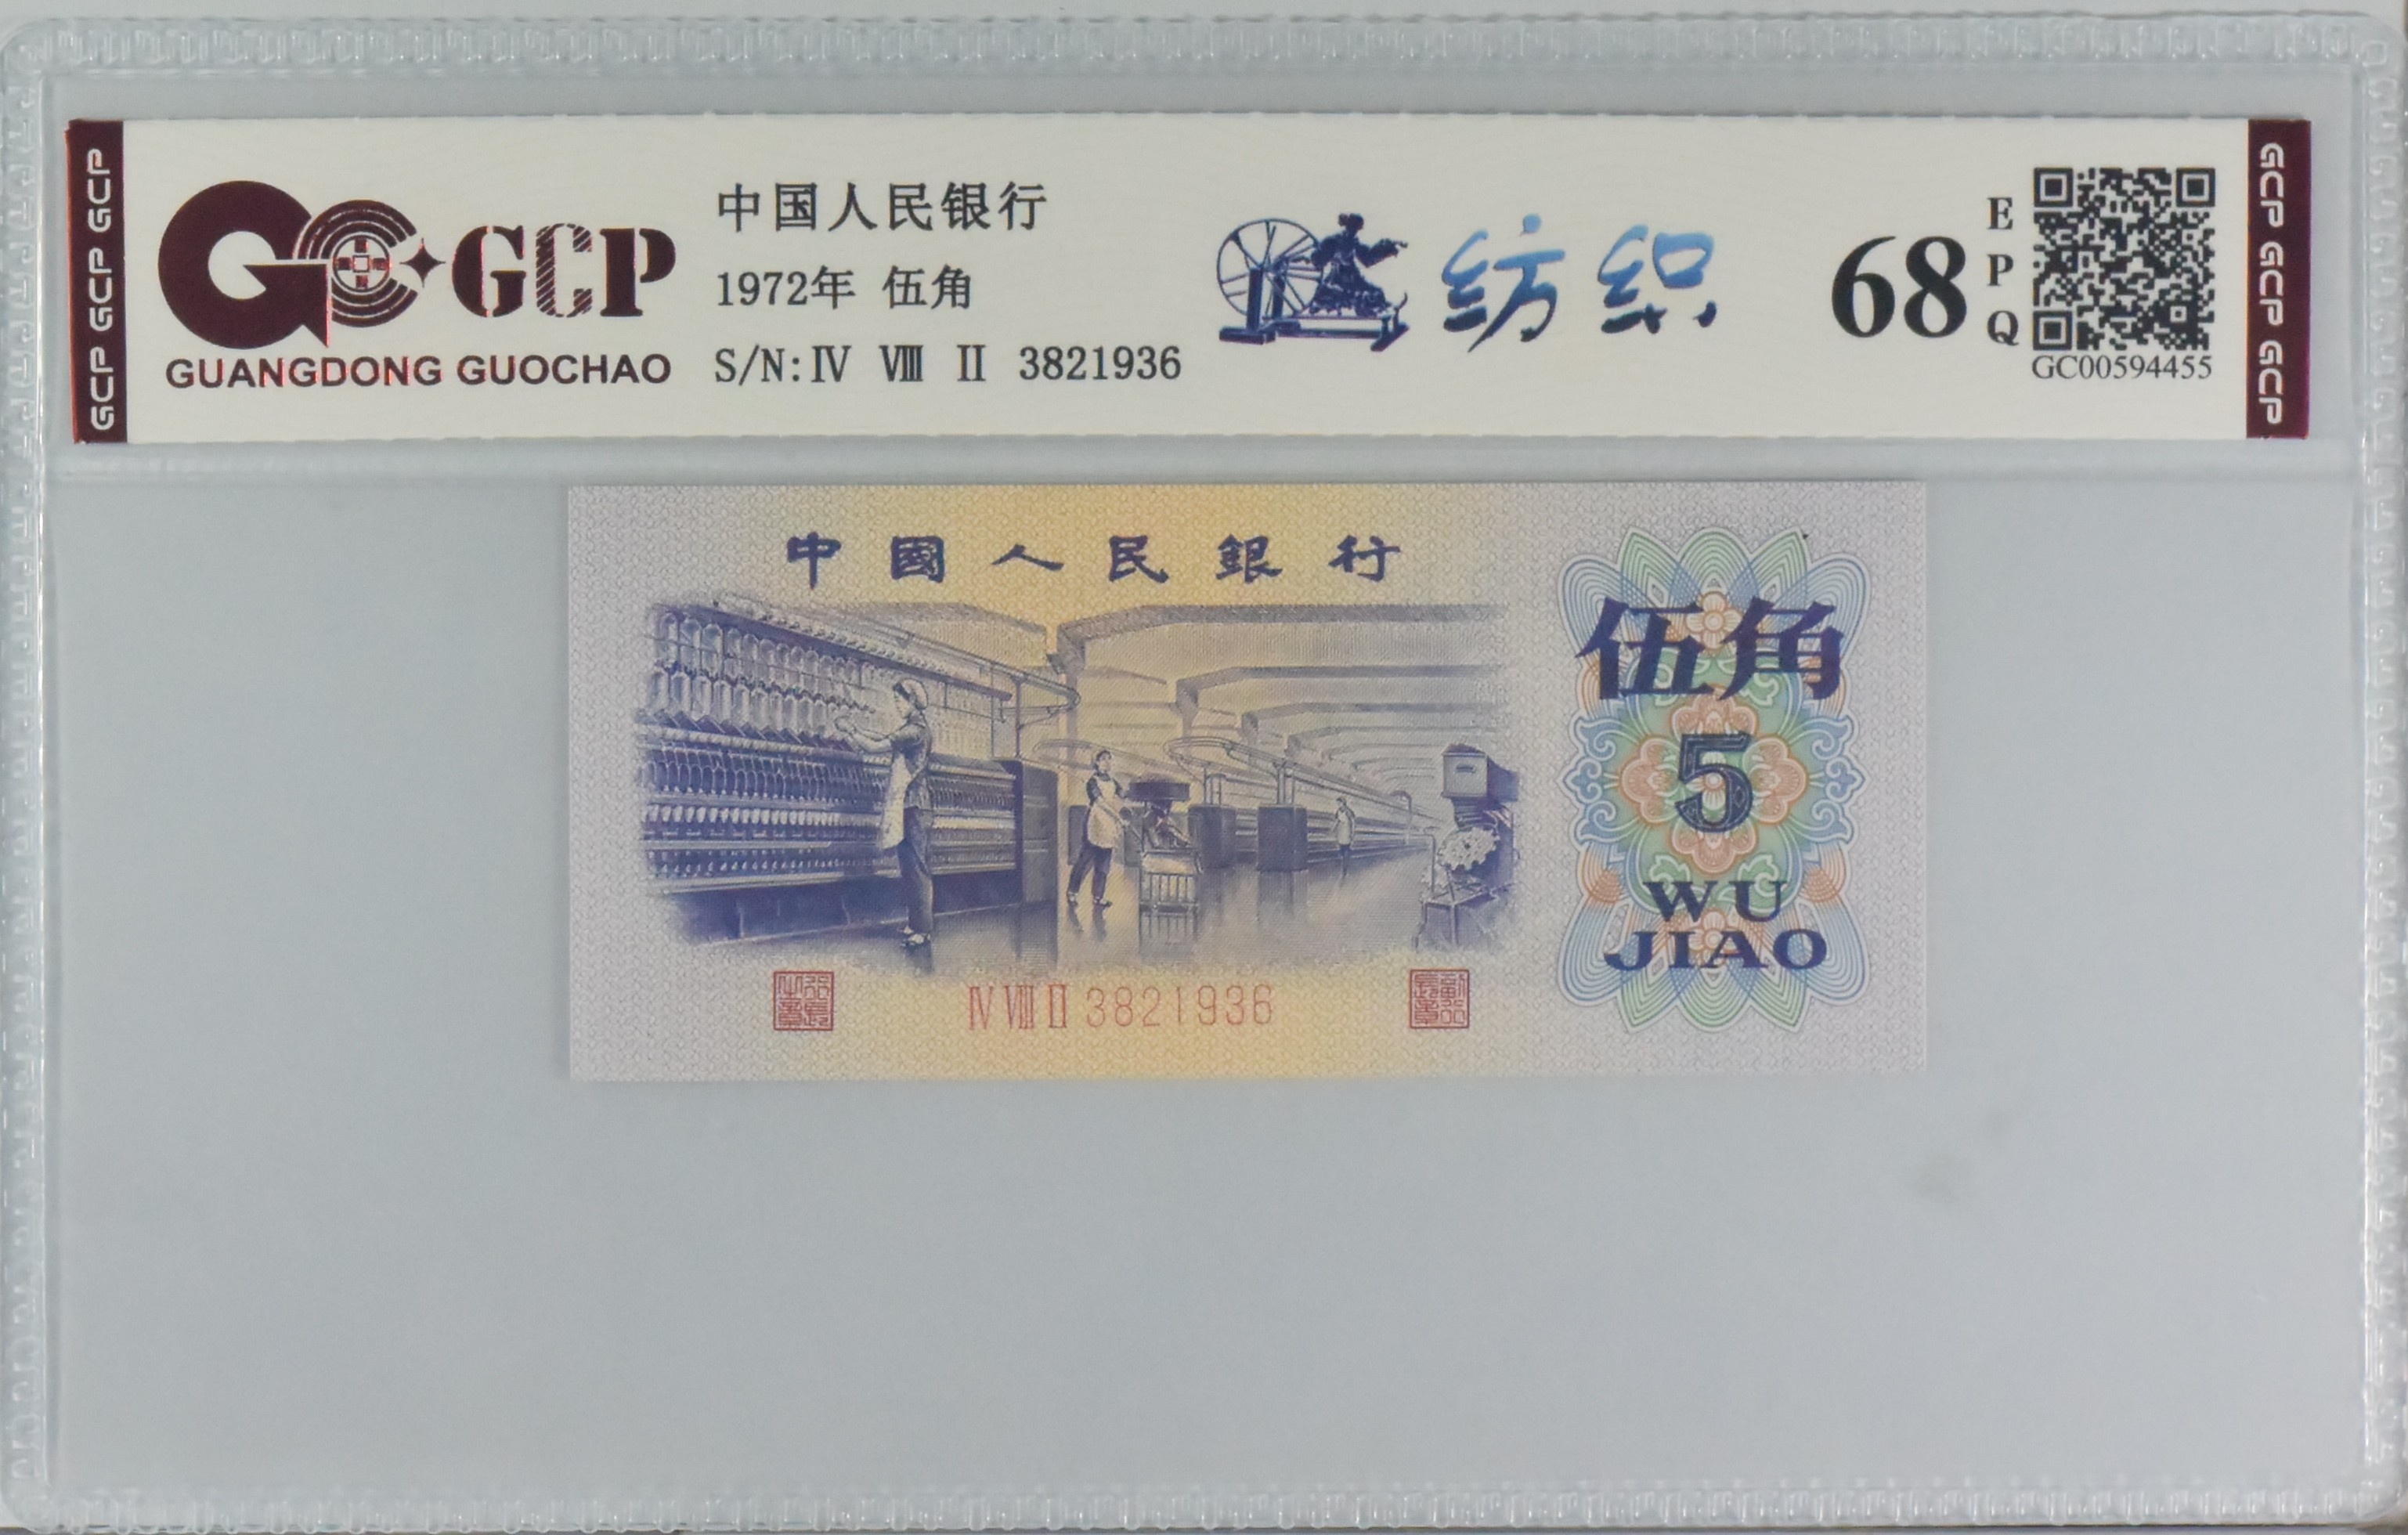 GCP GCP GCP
GCP
GUANGDONG GUOCHAO
中国人民银行
1972年 伍角
S/N:Ⅳ Ⅷ Ⅱ 3821936
纺织
68
EPQ
GC00594455
GCP GCP GCP
中國人民銀行
伍角
5
WU
JIAO
Ⅳ Ⅷ Ⅱ 3821936